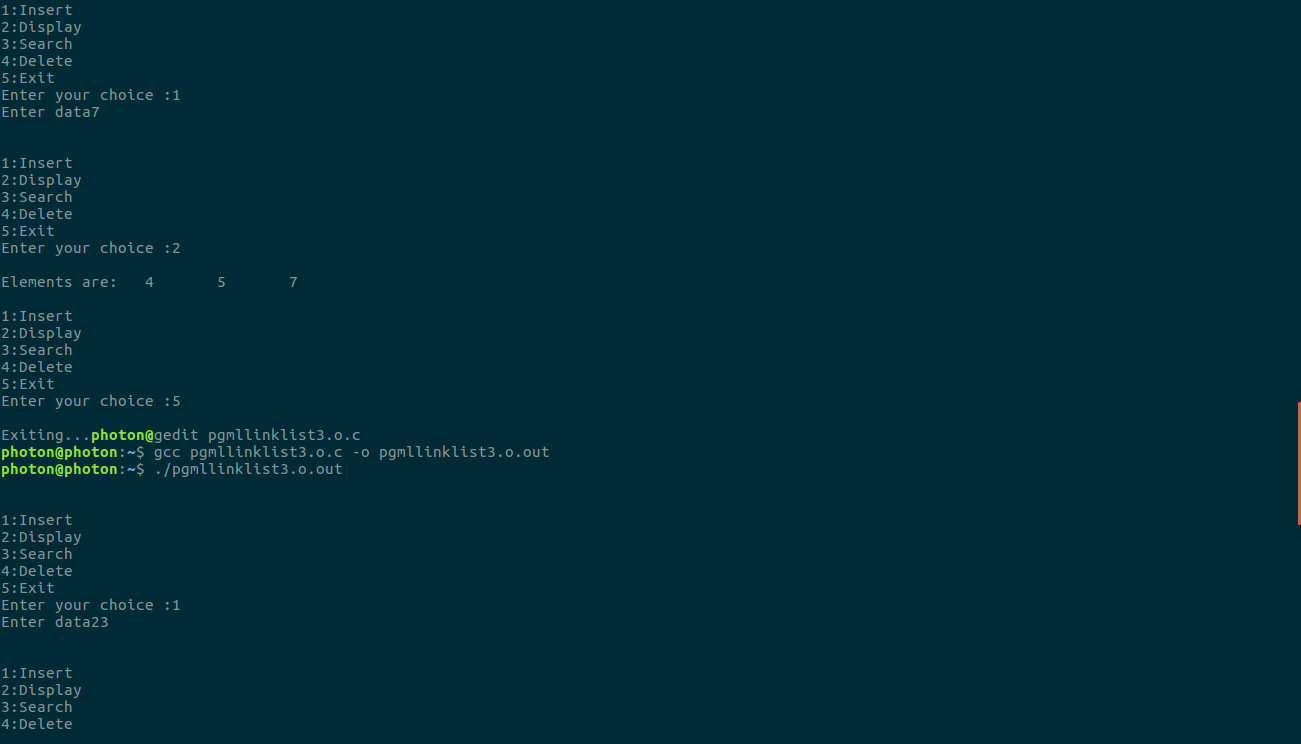 1:Insert
2:Display
3:Search
4:Delete
5:Exit
Enter your choice :1
Enter data7
1:Insert
2:Display
3:Search
4:Delete
5:Exit
Enter your choice :2
Elements are:   4       5       7
1:Insert
2:Display
3:Search
4:Delete
5:Exit
Enter your choice :5
Exiting...photon@gedit pgmllinklist3.o.c
photon@photon:~$ gcc pgmllinklist3.o.c -o pgmllinklist3.o.out
photon@photon:~$ ./pgmllinklist3.o.out
1:Insert
2:Display
3:Search
4:Delete
5:Exit
Enter your choice :1
Enter data23
1:Insert
2:Display
3:Search
4:Delete